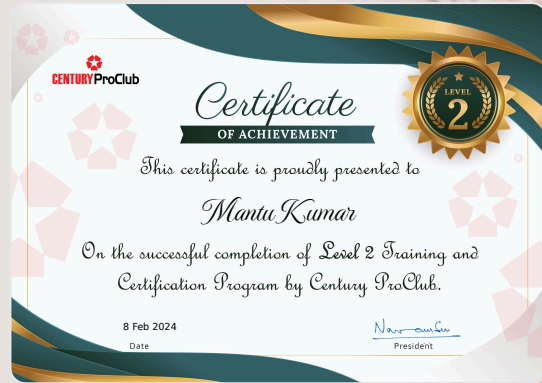 CENTURY ProClub
LEVEL
2
Certificate
OF ACHIEVEMENT
This certificate is proudly presented to
Mantu Kumar
On the successful completion of Level 2 Training and
Certification Program by Century ProClub.
8 Feb 2024
Date
President